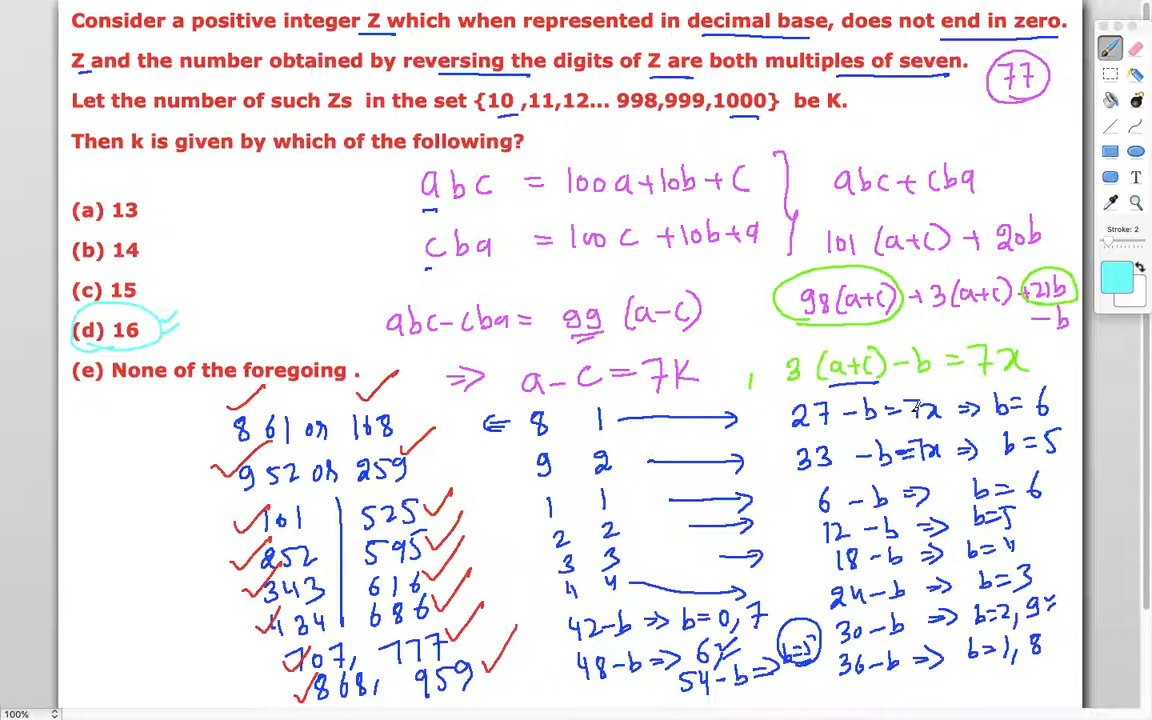 Consider a positive integer Z which when represented in decimal base, does not end in zero.
Z and the number obtained by reversing the digits of Z are both multiples of seven.
77
Let the number of such Zs in the set {10 ,11,12... 998,999,1000} be K.
Then k is given by which of the following?
(a) 13
(b) 14
(c) 15
(d) 16
(e) None of the foregoing .
abc = 100a+10b+C
cba = 100C+10b+a
abc+cba
101 (a+c) + 20b
98(a+c) + 3(a+c) + 21b
-b
abc-cba = 99 (a-c)
=> a-c = 7K , 3(a+c)-b = 7x
861 or 168 <= 8 1 → 27-b=7x => b=6
952 or 259 9 2 → 33-b=7x => b=5
161 | 525 1 1 → 6-b => b=6
252 | 595 2 2 → 12-b => b=5
343 | 616 3 3 → 18-b => b=4
434 | 686 4 4 → 24-b => b=3
707, 777 42-b => b=0,7 30-b => b=2,9
868, 959 48-b => 6 54-b => b=5 36-b => b=1,8
Stroke: 2
T
100%